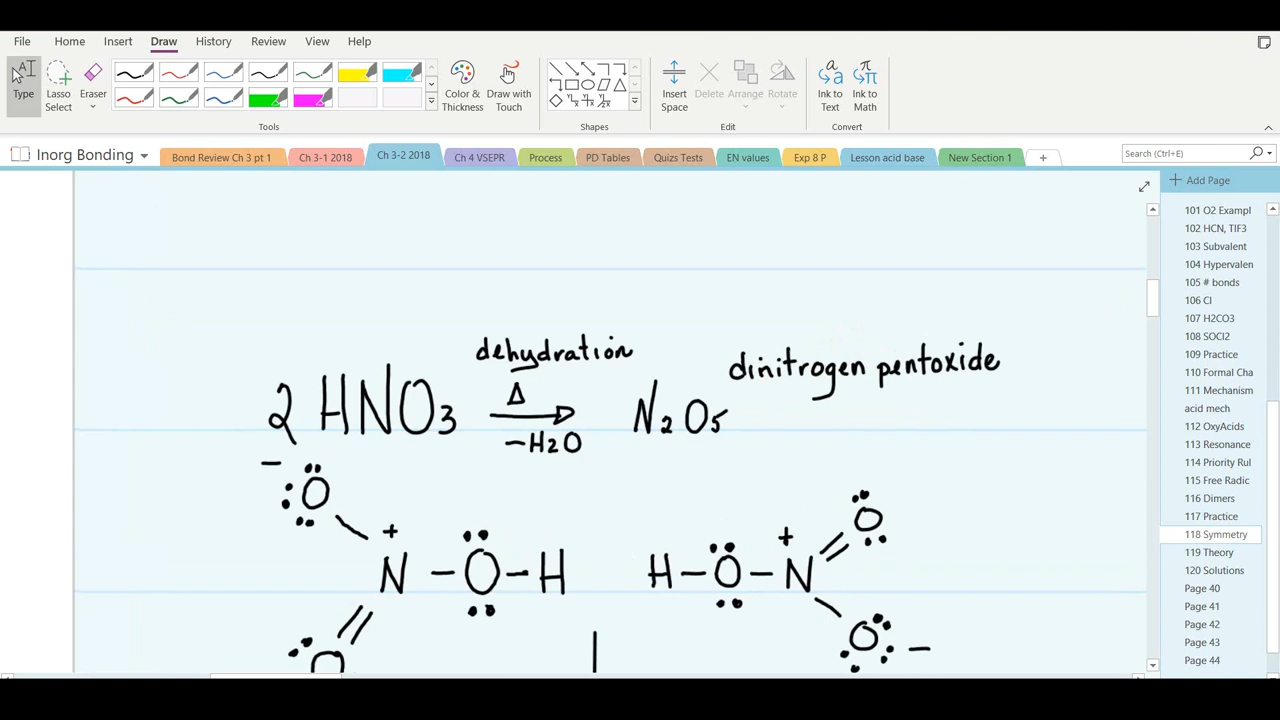 File Home Insert Draw History Review View Help
Type
Lasso Select
Eraser
Color & Thickness
Draw with Touch
Insert Space
Delete
Arrange
Rotate
Ink to Text
Ink to Math
Tools
Shapes
Edit
Convert
Inorg Bonding
Bond Review Ch 3 pt 1
Ch 3-1 2018
Ch 3-2 2018
Ch 4 VSEPR
Process
PD Tables
Quizs Tests
EN values
Exp 8 P
Lesson acid base
New Section 1
+
Search (Ctrl+E)
Add Page
101 O2 Exampl
102 HCN, TIF3
103 Subvalent
104 Hypervalen
105 # bonds
106 CI
107 H2CO3
108 SOCI2
109 Practice
110 Formal Cha
111 Mechanism
acid mech
112 OxyAcids
113 Resonance
114 Priority Rul
115 Free Radic
116 Dimers
117 Practice
118 Symmetry
119 Theory
120 Solutions
Page 40
Page 41
Page 42
Page 43
Page 44
dehydration
dinitrogen pentoxide
2 HNO3 Δ → N2O5
−H2O
− O O
+ +
N − O − H H − O − N
O O −